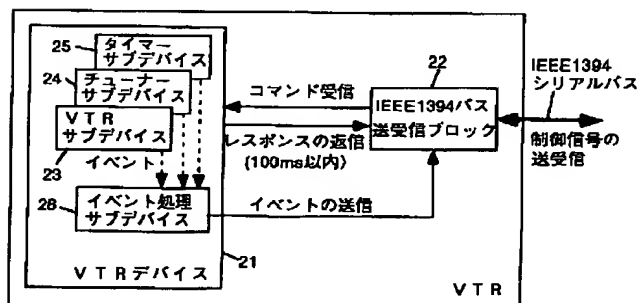 25
タイマー
サブデバイス
24
チューナー
サブデバイス
VTR
サブデバイス
23
イベント
コマンド受信
レスポンスの返信
(100ms以内)
22
IEEE1394バス
送受信ブロック
IEEE1394
シリアルバス
制御信号の
送受信
28
イベント処理
サブデバイス
イベントの送信
VTRデバイス
21
VTR